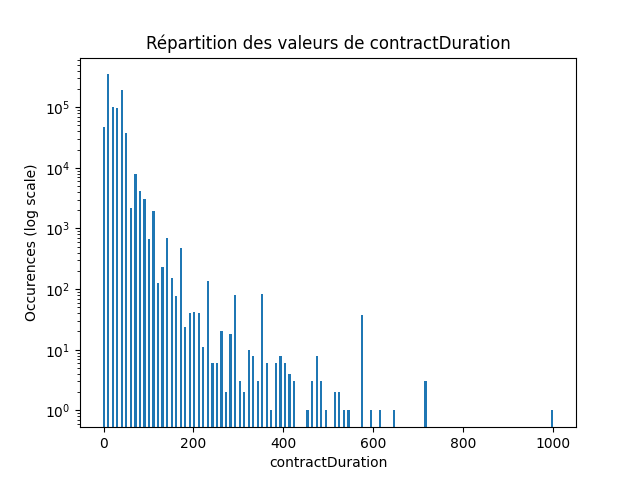 Répartition des valeurs de contractDuration
Occurences (log scale)
10^5
10^4
10^3
10^2
10^1
10^0
0 200 400 600 800 1000
contractDuration